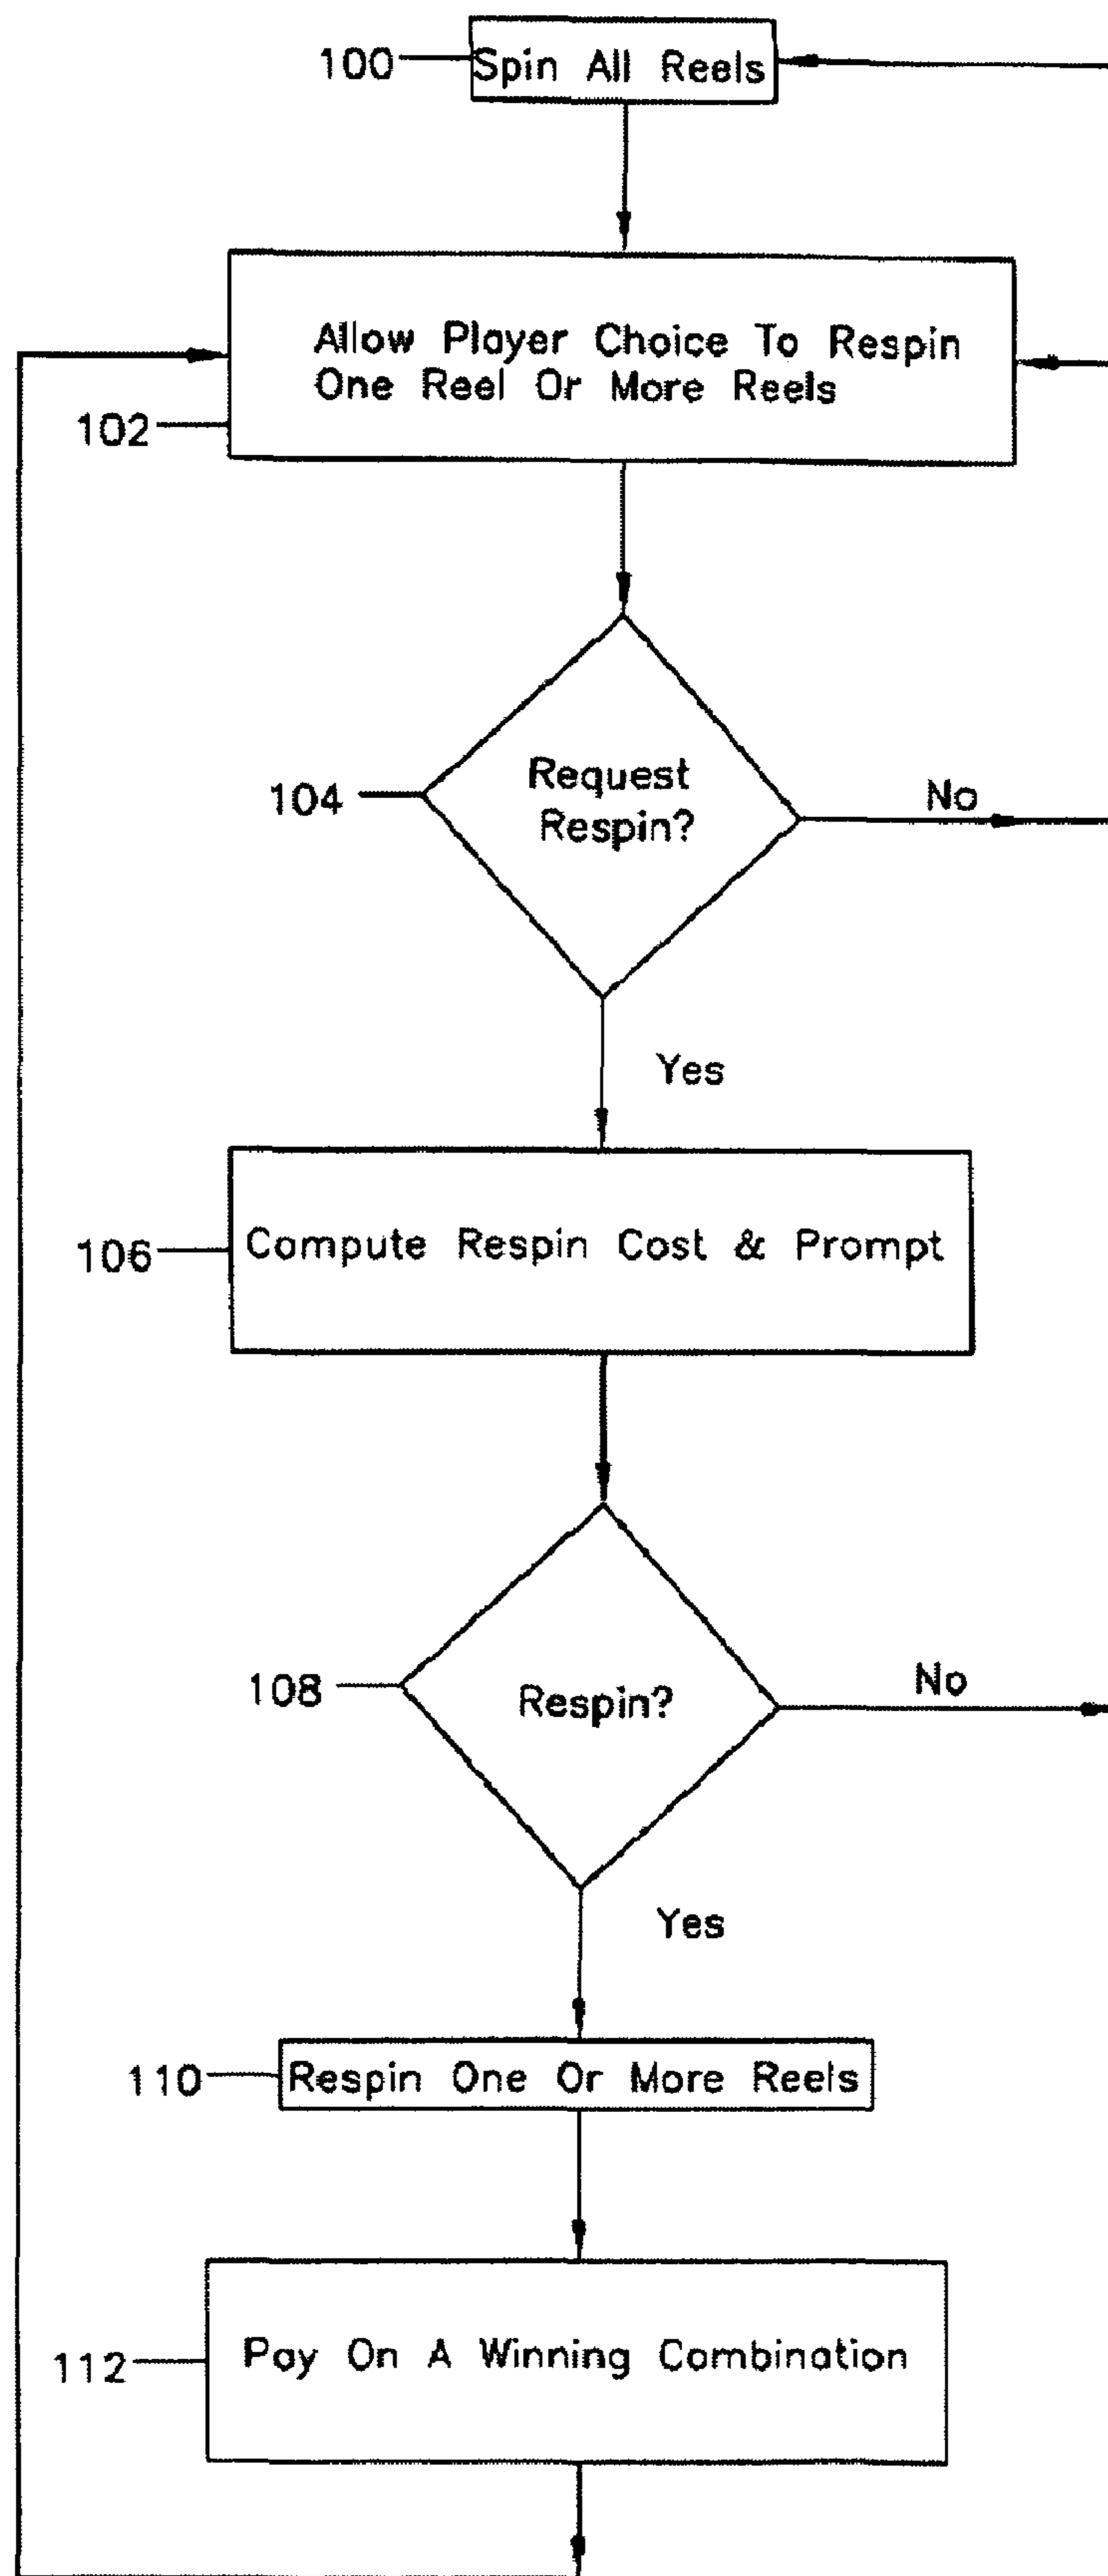 100
Spin All Reels
Allow Player Choice To Respin
One Reel Or More Reels
102
104
Request
Respin?
No
Yes
106
Compute Respin Cost & Prompt
108
Respin?
No
Yes
110
Respin One Or More Reels
112
Pay On A Winning Combination